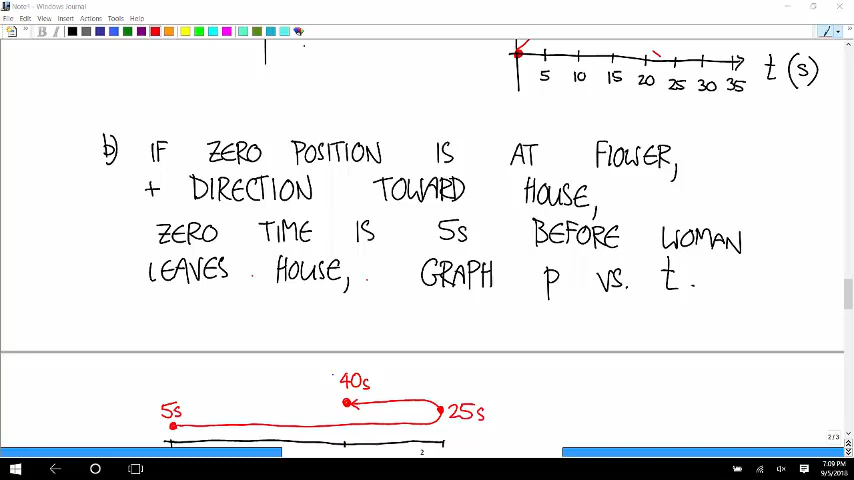 Note1 - Windows Journal
File Edit View Insert Actions Tools Help
B I
5 10 15 20 25 30 35 t (s)
b) IF ZERO POSITION IS AT FLOWER,
+ DIRECTION TOWARD HOUSE,
ZERO TIME IS 5s BEFORE WOMAN
LEAVES HOUSE, GRAPH p vs. t.
2/3
40s
5s 25s
2
7:09 PM
9/5/2018